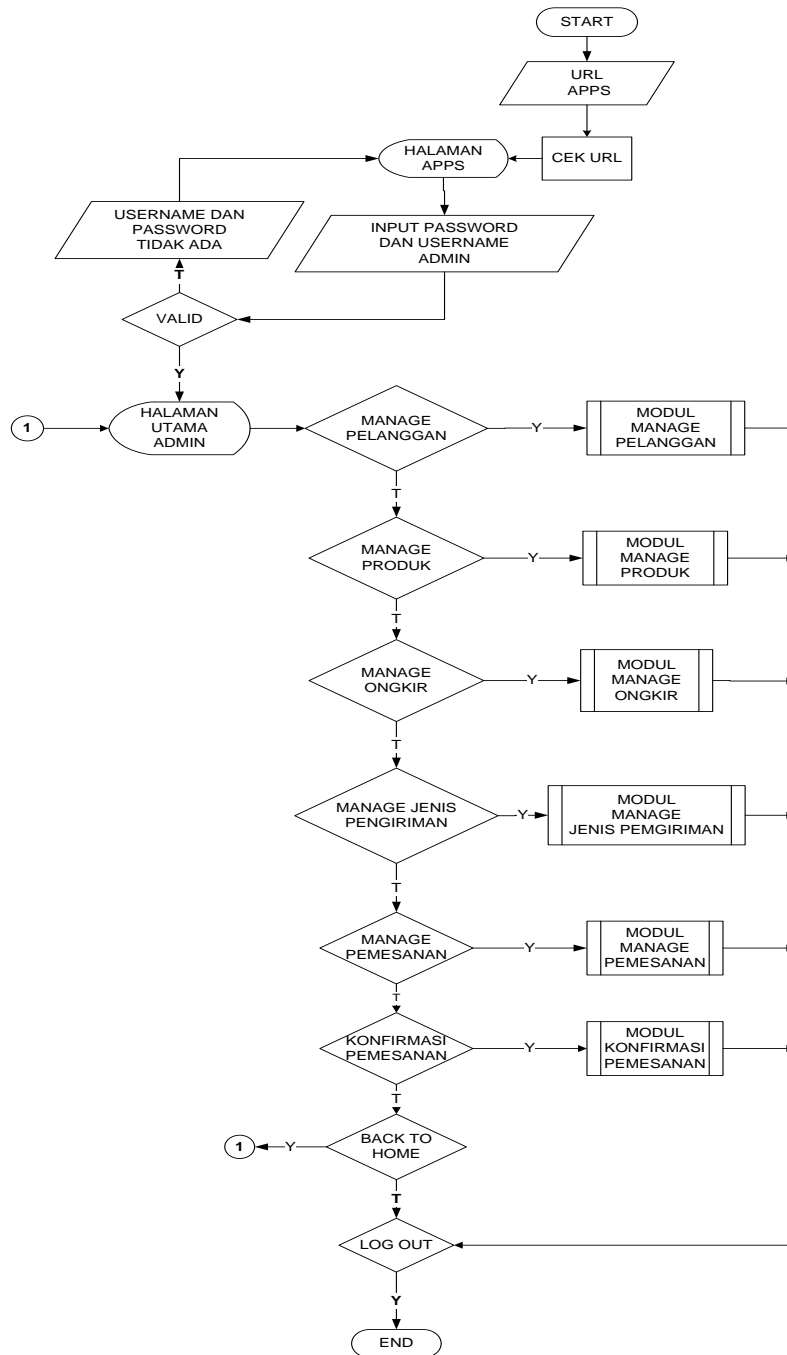 START
URL
APPS
CEK URL
HALAMAN
APPS
USERNAME DAN
PASSWORD
TIDAK ADA
INPUT PASSWORD
DAN USERNAME
ADMIN
T
VALID
Y
1
HALAMAN
UTAMA
ADMIN
MANAGE
PELANGGAN
Y
MODUL
MANAGE
PELANGGAN
T
MANAGE
PRODUK
Y
MODUL
MANAGE
PRODUK
T
MANAGE
ONGKIR
Y
MODUL
MANAGE
ONGKIR
T
MANAGE JENIS
PENGIRIMAN
Y
MODUL
MANAGE
JENIS PEMGIRIMAN
T
MANAGE
PEMESANAN
Y
MODUL
MANAGE
PEMESANAN
T
KONFIRMASI
PEMESANAN
Y
MODUL
KONFIRMASI
PEMESANAN
T
1
Y
BACK TO
HOME
T
LOG OUT
Y
END